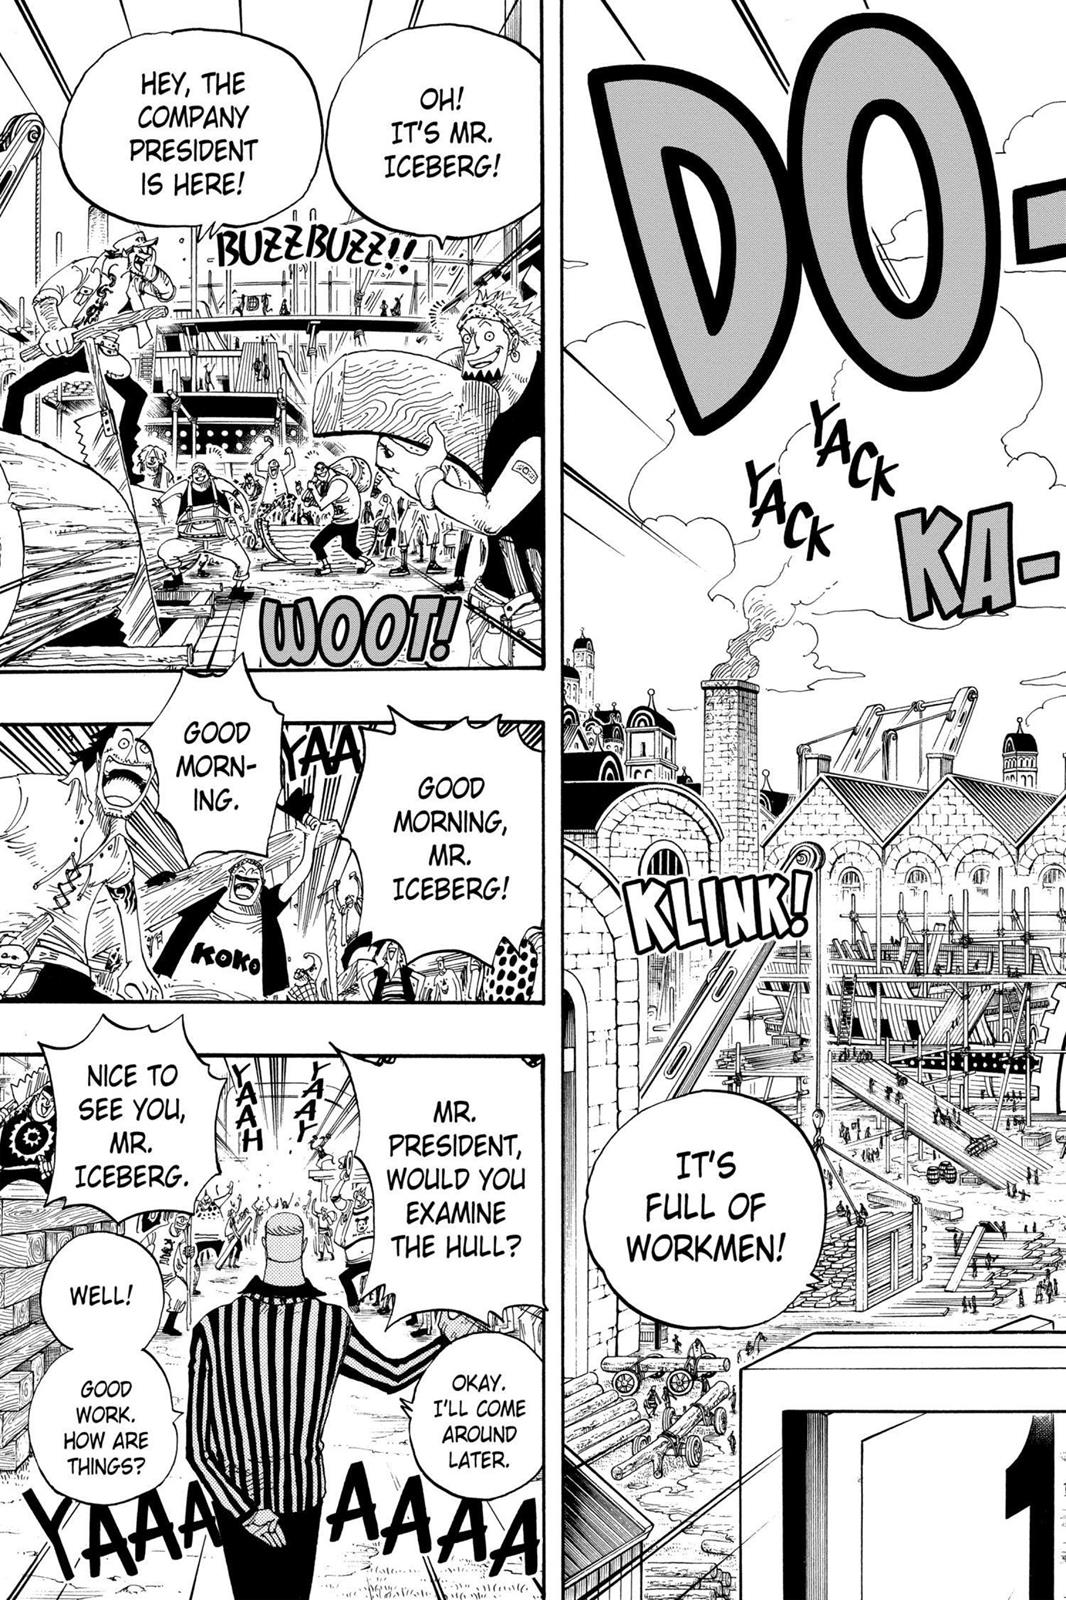 DO-
YACK
YACK
KA-
KLINK!
IT'S
FULL OF
WORKMEN!
1
OH!
IT'S MR.
ICEBERG!
HEY, THE
COMPANY
PRESIDENT
IS HERE!
BUZZBUZZ!!
WOOT!
GOOD
MORNING,
MR.
ICEBERG!
YAA
GOOD
MORN-
ING.
KOKO
MR.
PRESIDENT,
WOULD YOU
EXAMINE
THE HULL?
YAAY
YAAH
NICE TO
SEE YOU,
MR.
ICEBERG.
OKAY.
I'LL COME
AROUND
LATER.
WELL!
GOOD
WORK.
HOW ARE
THINGS?
YAAA AAAA